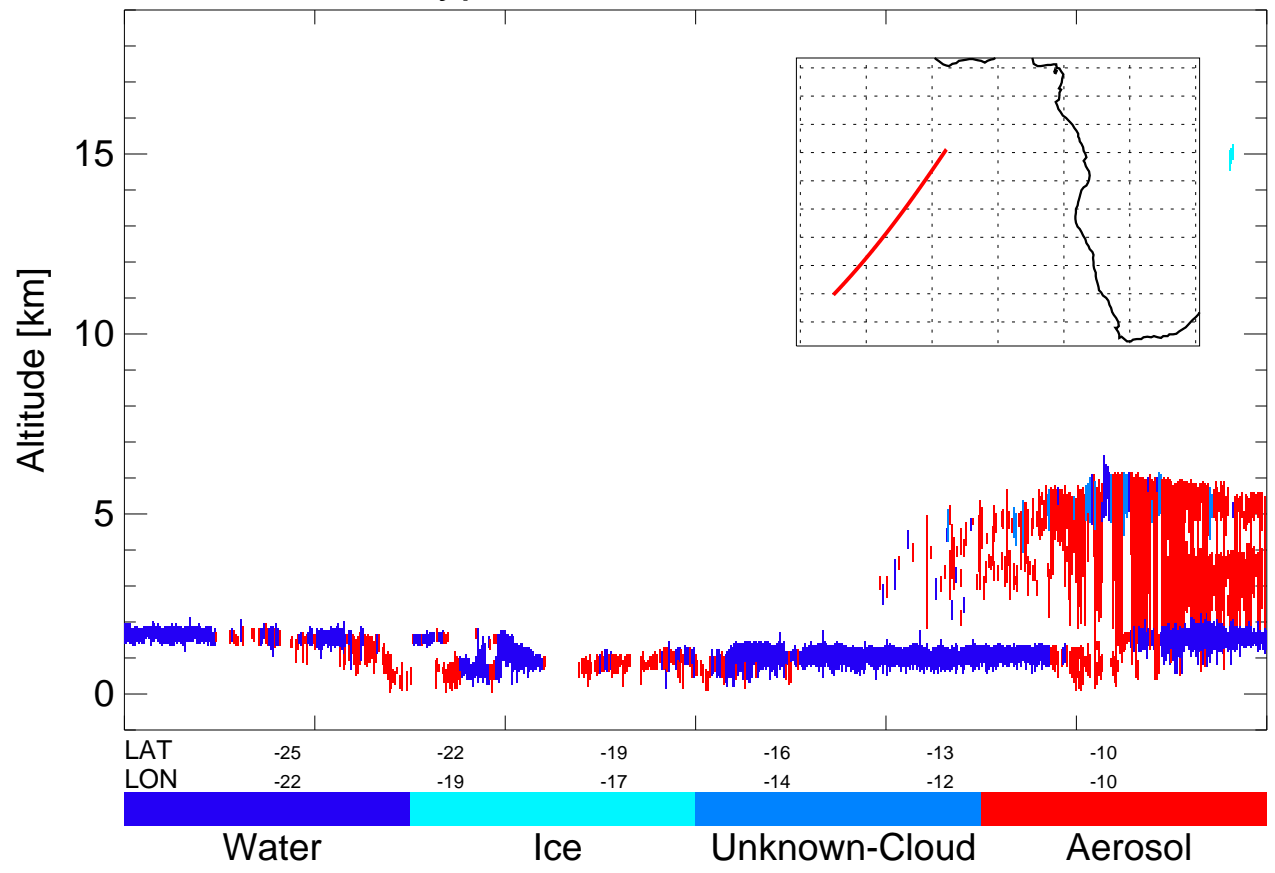 15
10
5
0
Altitude [km]
LAT -25 -22 -19 -16 -13 -10
LON -22 -19 -17 -14 -12 -10
Water Ice Unknown-Cloud Aerosol